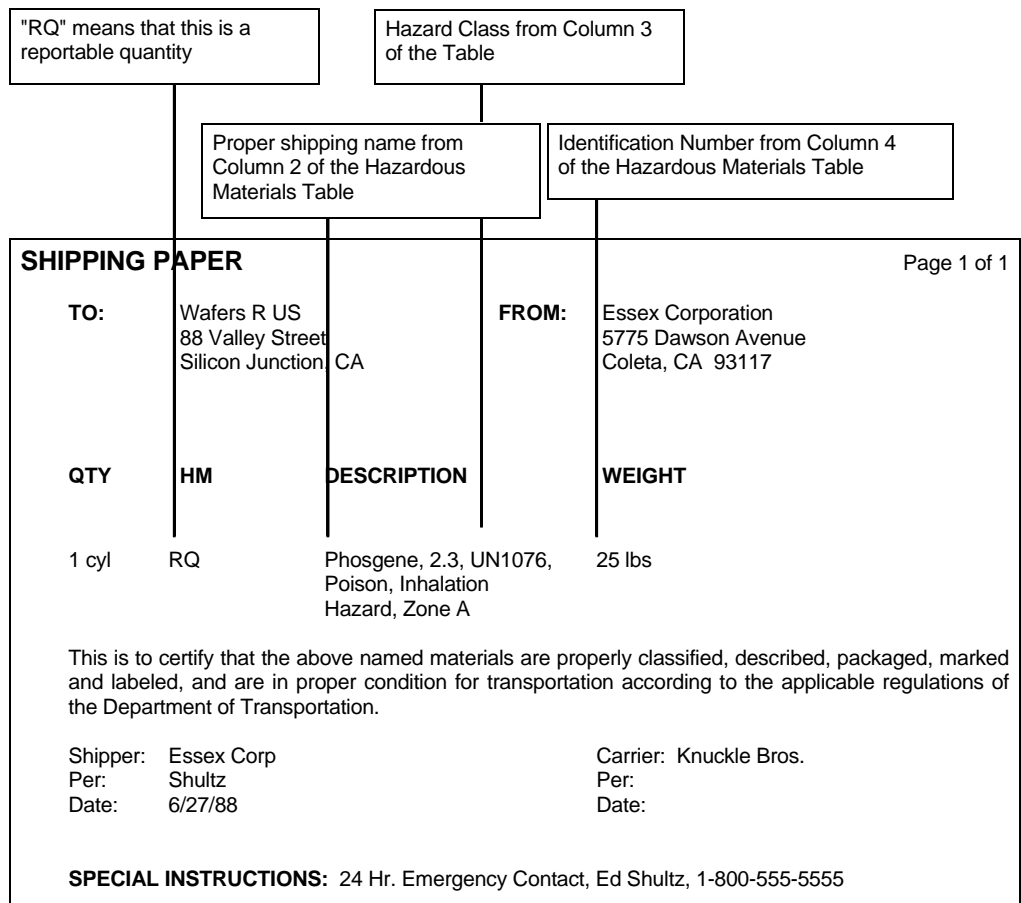 "RQ" means that this is a
reportable quantity
Hazard Class from Column 3
of the Table
Proper shipping name from
Column 2 of the Hazardous
Materials Table
Identification Number from Column 4
of the Hazardous Materials Table
SHIPPING PAPER Page 1 of 1
TO: Wafers R US FROM: Essex Corporation
88 Valley Street 5775 Dawson Avenue
Silicon Junction, CA Coleta, CA 93117
QTY HM DESCRIPTION WEIGHT
1 cyl RQ Phosgene, 2.3, UN1076, 25 lbs
Poison, Inhalation
Hazard, Zone A
This is to certify that the above named materials are properly classified, described, packaged, marked
and labeled, and are in proper condition for transportation according to the applicable regulations of
the Department of Transportation.
Shipper: Essex Corp Carrier: Knuckle Bros.
Per: Shultz Per:
Date: 6/27/88 Date:
SPECIAL INSTRUCTIONS: 24 Hr. Emergency Contact, Ed Shultz, 1-800-555-5555